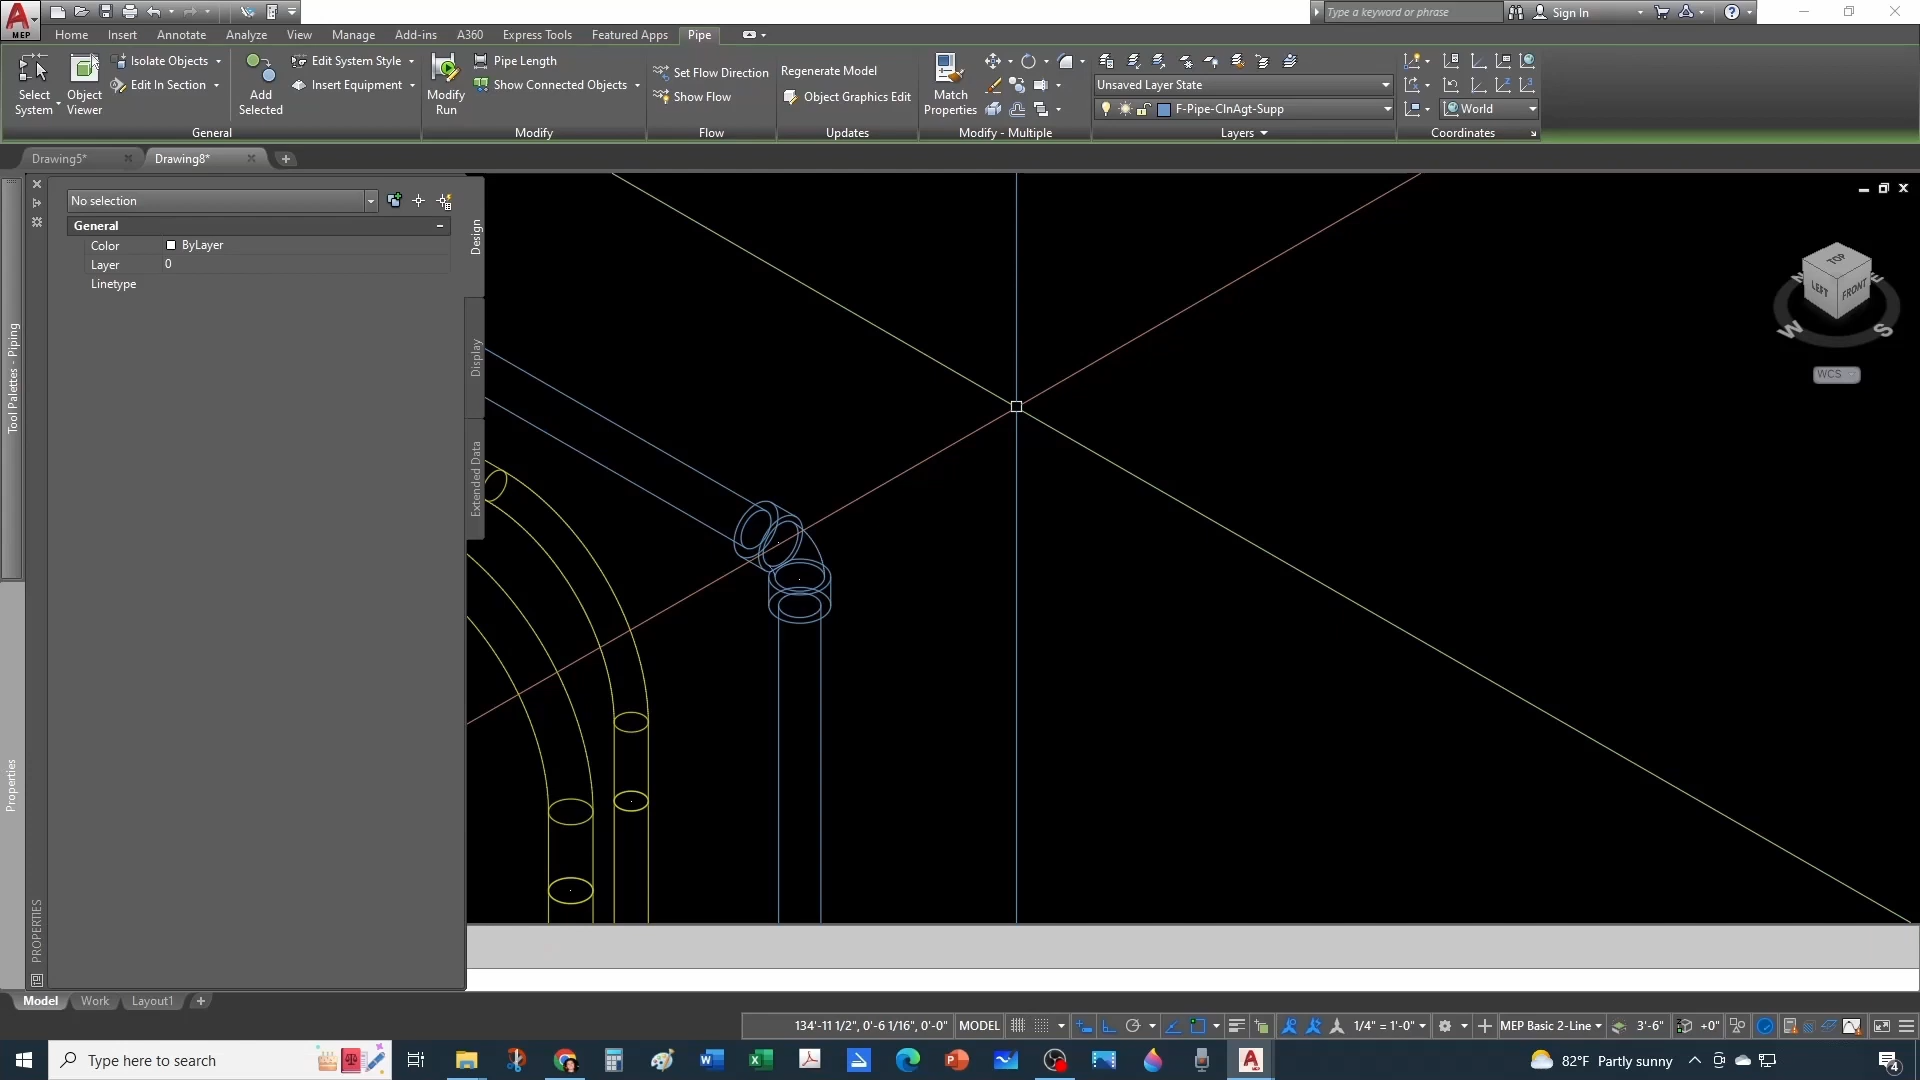 Type a keyword or phrase
Sign In
MEP
Home Insert Annotate Analyze View Manage Add-ins A360 Express Tools Featured Apps Pipe
Select System
Object Viewer
Isolate Objects
Edit In Section
General
Add Selected
Edit System Style
Insert Equipment
Modify Run
Pipe Length
Show Connected Objects
Modify
Set Flow Direction
Show Flow
Flow
Regenerate Model
Object Graphics Edit
Updates
Match Properties
Modify - Multiple
Unsaved Layer State
F-Pipe-ClnAgt-Supp
Layers
World
Coordinates
Drawing5*
Drawing8*
No selection
General
Color ByLayer
Layer 0
Linetype
Design
Display
Extended Data
Tool Palettes - Piping
Properties
PROPERTIES
TOP
LEFT
FRONT
N
E
W
S
WCS
Model Work Layout1
134'-11 1/2", 0'-6 1/16", 0'-0" MODEL 1/4" = 1'-0" MEP Basic 2-Line 3'-6" +0"
Type here to search
82°F Partly sunny
4